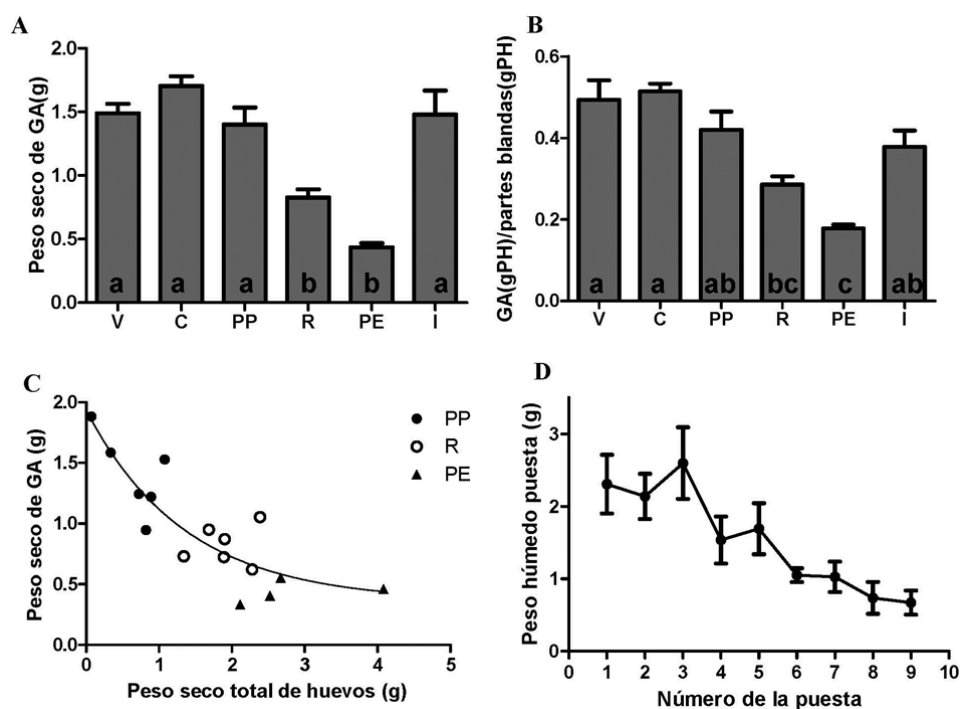 A
Peso seco de GA(g)
2.0
1.5
1.0
0.5
0.0
a a a b b a
V C PP R PE I
B
GA(gPH)/partes blandas(gPH)
0.6
0.4
0.2
0.0
a a ab bc c ab
V C PP R PE I
C
Peso seco de GA (g)
2.0
1.5
1.0
0.5
0.0
PP
R
PE
0 1 2 3 4 5
Peso seco total de huevos (g)
D
Peso húmedo puesta (g)
3
2
1
0
0 1 2 3 4 5 6 7 8 9 10
Número de la puesta